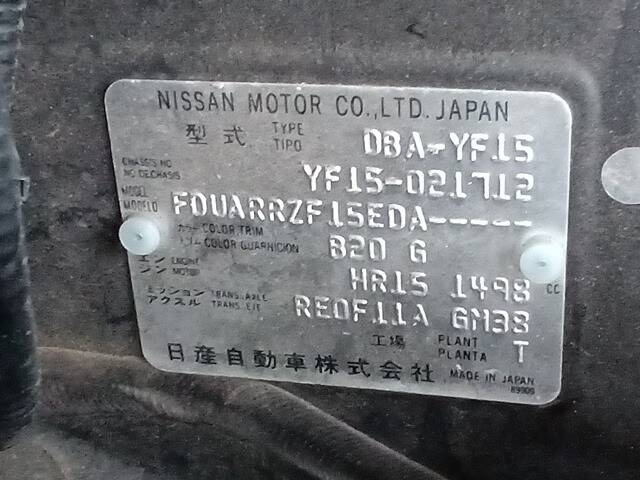 NISSAN MOTOR CO.,LTD. JAPAN
型式 TYPE TIPO DBA-YF15
CHASSIS NO NO DE CHASIS YF15-021712
MODEL MODELO FDUARRZF15EDA-----
カラー COLOR TRIM トリム COLOR GUARNICION B20 G
エンジン ENGINE MOTOR HR15 1498 CC
ミッション アクスル TRANS. AXLE TRANS. EJE RE0F11A GM38
工場 PLANT PLANTA T
日産自動車株式会社 MADE IN JAPAN
89909